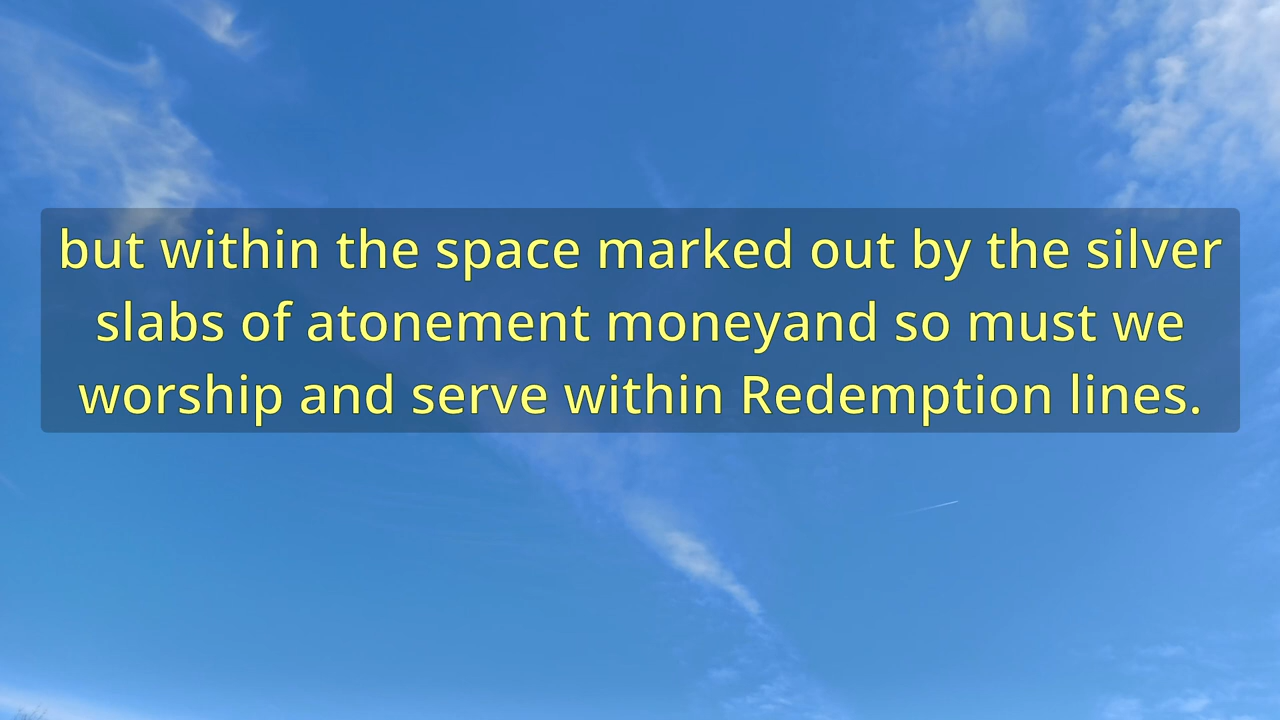 but within the space marked out by the silver
slabs of atonement moneyand so must we
worship and serve within Redemption lines.